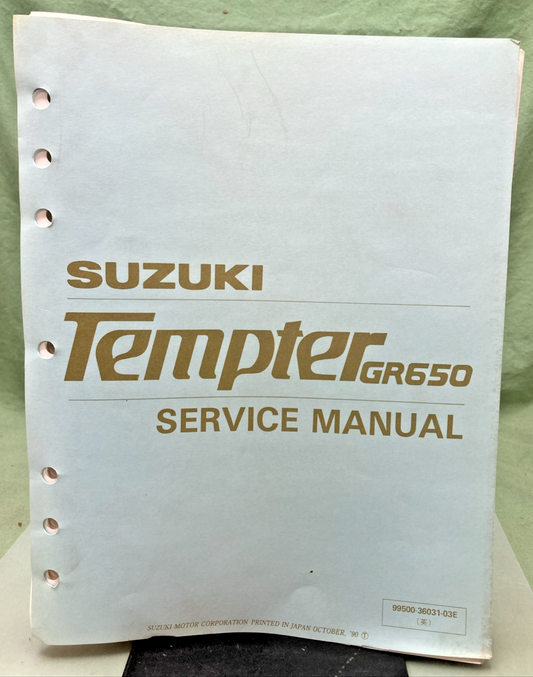 SUZUKI
Tempter GR650
SERVICE MANUAL
99500-36031-03E
(英)
SUZUKI MOTOR CORPORATION PRINTED IN JAPAN OCTOBER, '90 Ⓣ